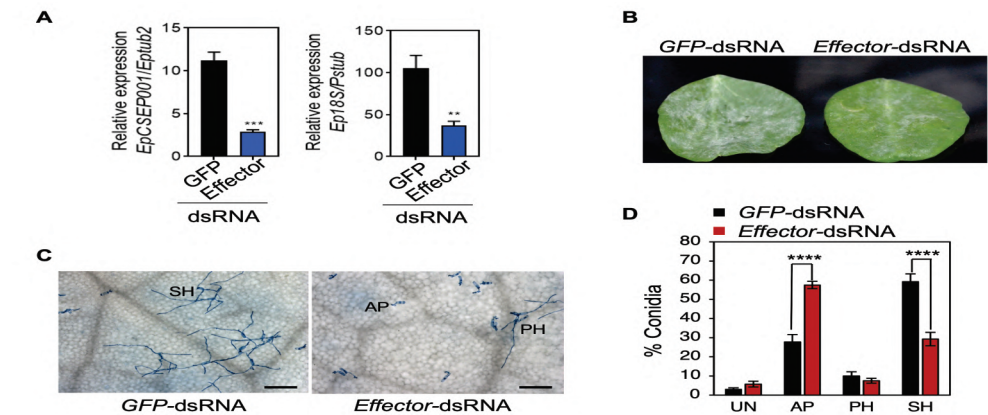 A
Relative expression
EpCSEP001/Eptub2
15
10
5
0
***
GFP
Effector
dsRNA
Relative expression
Ep18S/Pstub
150
100
50
0
**
GFP
Effector
dsRNA
B
GFP-dsRNA Effector-dsRNA
C
SH
AP
PH
GFP-dsRNA Effector-dsRNA
D
GFP-dsRNA
Effector-dsRNA
% Conidia
80
70
60
50
40
30
20
10
0
**** ****
UN AP PH SH